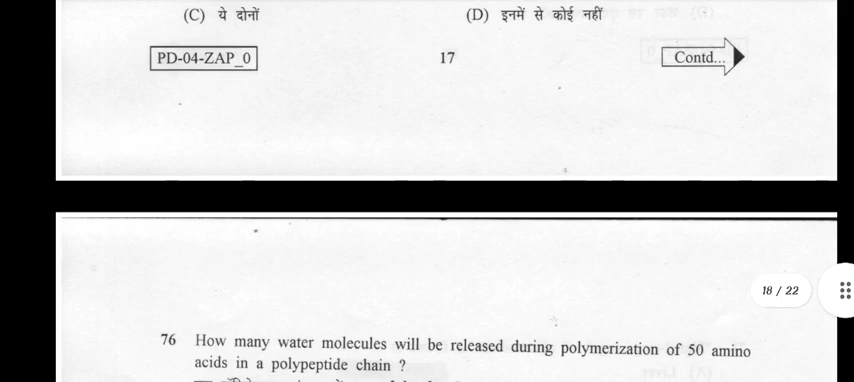 (C) ये दोनों (D) इनमें से कोई नहीं
PD-04-ZAP_0 17 Contd...
18 / 22
76 How many water molecules will be released during polymerization of 50 amino
acids in a polypeptide chain ?